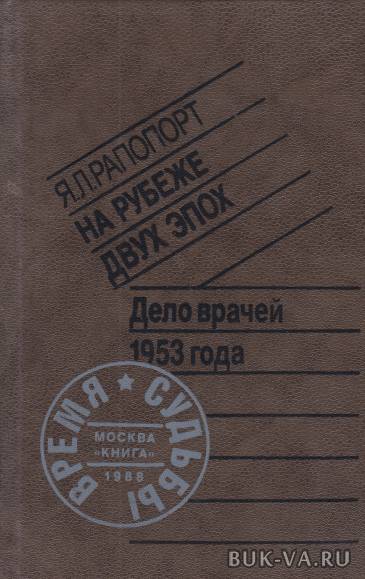 Я.Л.РАПОПОРТ
НА РУБЕЖЕ
ДВУХ ЭПОХ
Дело врачей
1953 года
ВРЕМЯ ★ СУДЬБЫ
МОСКВА
«КНИГА»
1988
BUK-VA.RU